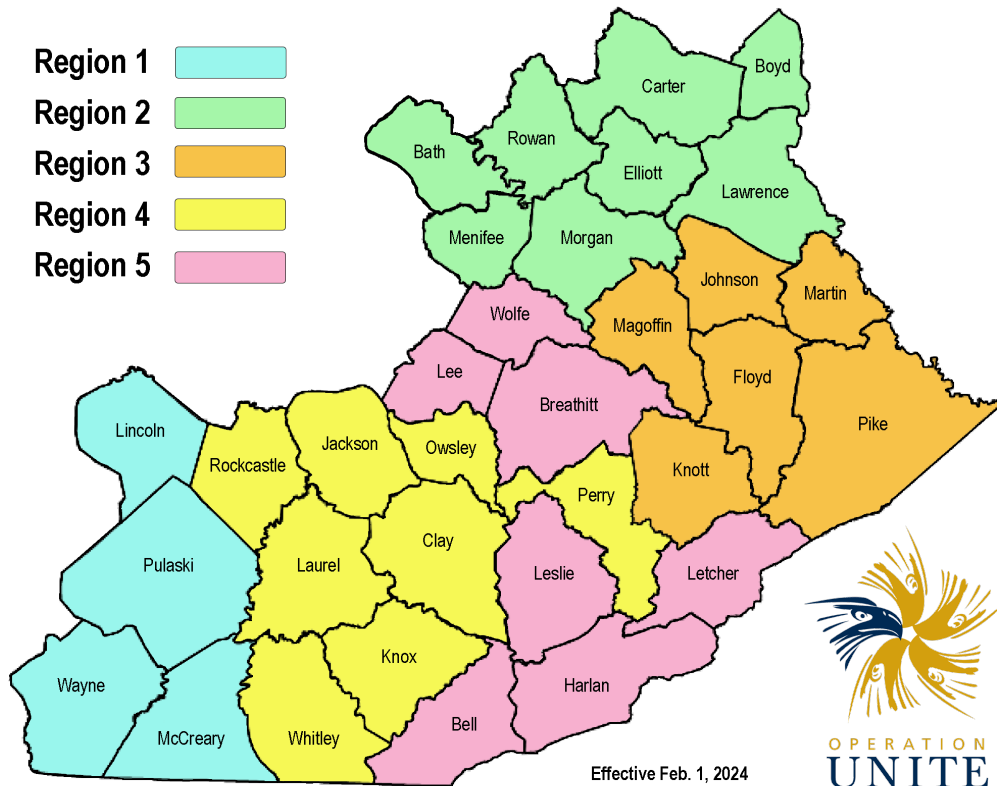 Region 1
Region 2
Region 3
Region 4
Region 5
Boyd
Carter
Rowan
Bath
Elliott
Lawrence
Menifee
Morgan
Johnson
Martin
Wolfe
Magoffin
Lee
Floyd
Breathitt
Pike
Lincoln
Jackson
Owsley
Rockcastle
Knott
Perry
Clay
Pulaski
Laurel
Leslie
Letcher
Knox
Wayne
Harlan
Bell
McCreary
Whitley
Effective Feb. 1, 2024
OPERATION
UNITE